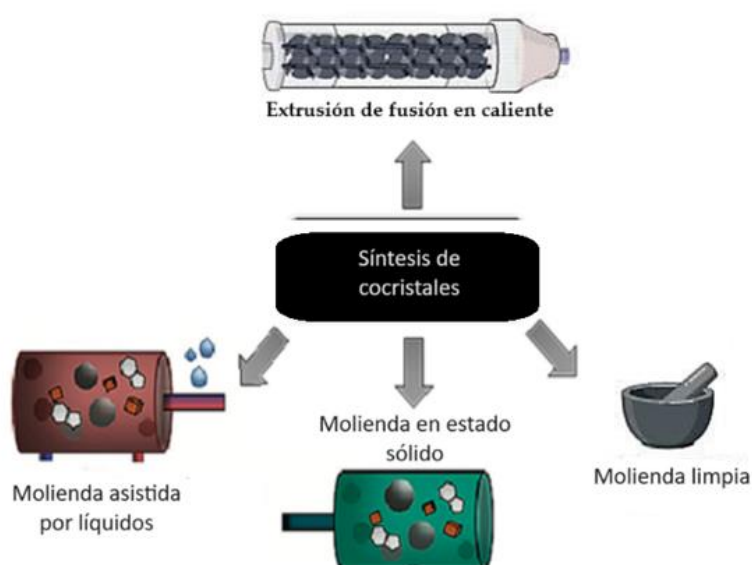 Extrusión de fusión en caliente
Síntesis de
cocristales
Molienda en estado
sólido
Molienda limpia
Molienda asistida
por líquidos